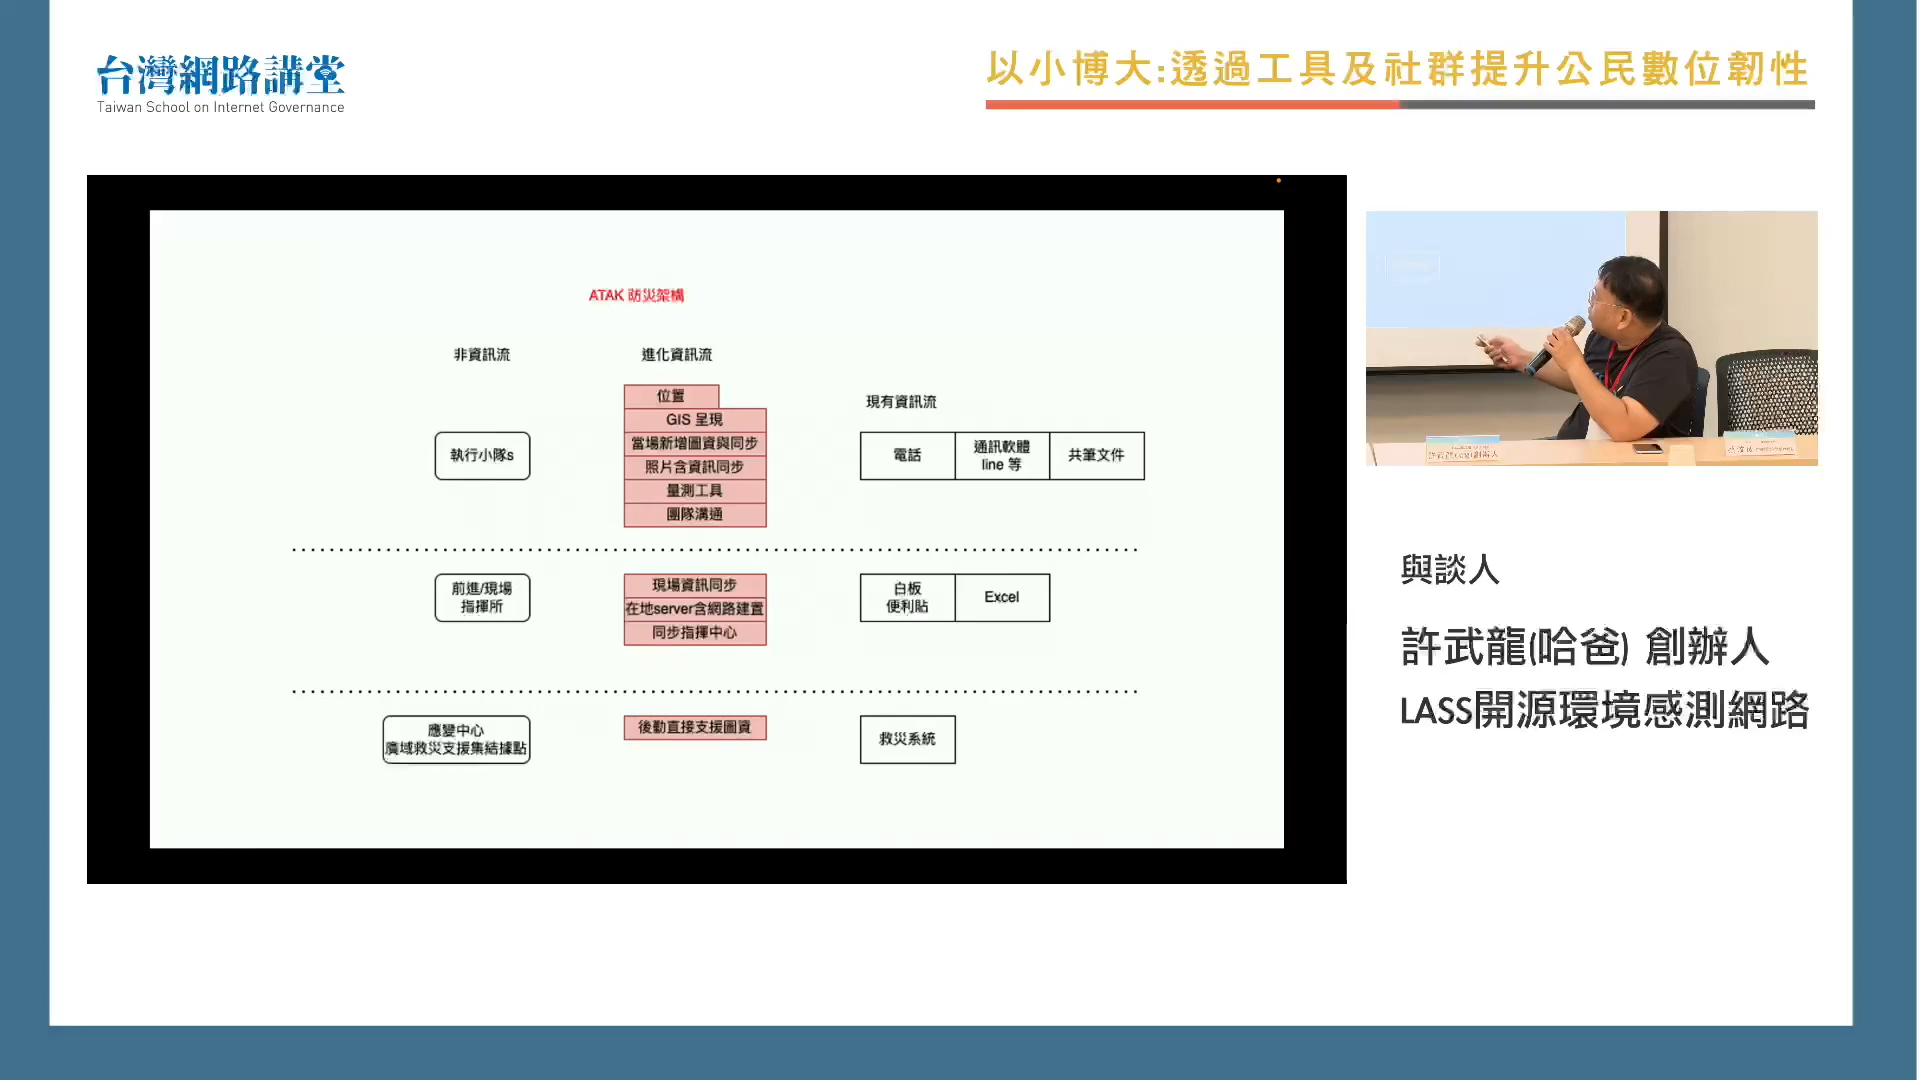 台灣網路講堂
Taiwan School on Internet Governance
以小博大:透過工具及社群提升公民數位韌性
ATAK 防災架構
非資訊流
進化資訊流
現有資訊流
執行小隊s
位置
GIS 呈現
當場新增圖資與同步
照片含資訊同步
量測工具
團隊溝通
電話
通訊軟體
line 等
共筆文件
前進/現場
指揮所
現場資訊同步
在地server含網路建置
同步指揮中心
白板
便利貼
Excel
應變中心
廣域救災支援集結據點
後勤直接支援圖資
救災系統
與談人
許武龍(哈爸) 創辦人
LASS開源環境感測網路